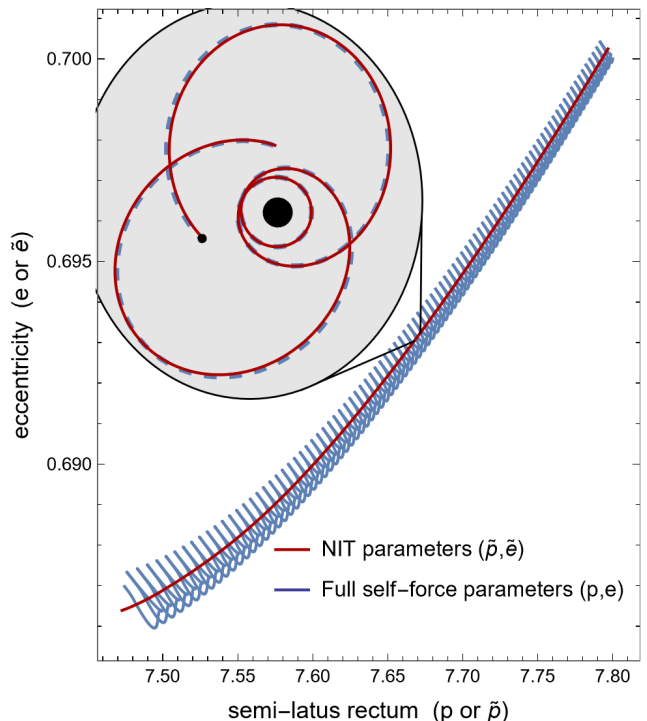 0.700
0.695
0.690
eccentricity (e or ẽ)
NIT parameters (p̃,ẽ)
Full self−force parameters (p,e)
7.50 7.55 7.60 7.65 7.70 7.75 7.80
semi−latus rectum (p or p̃)